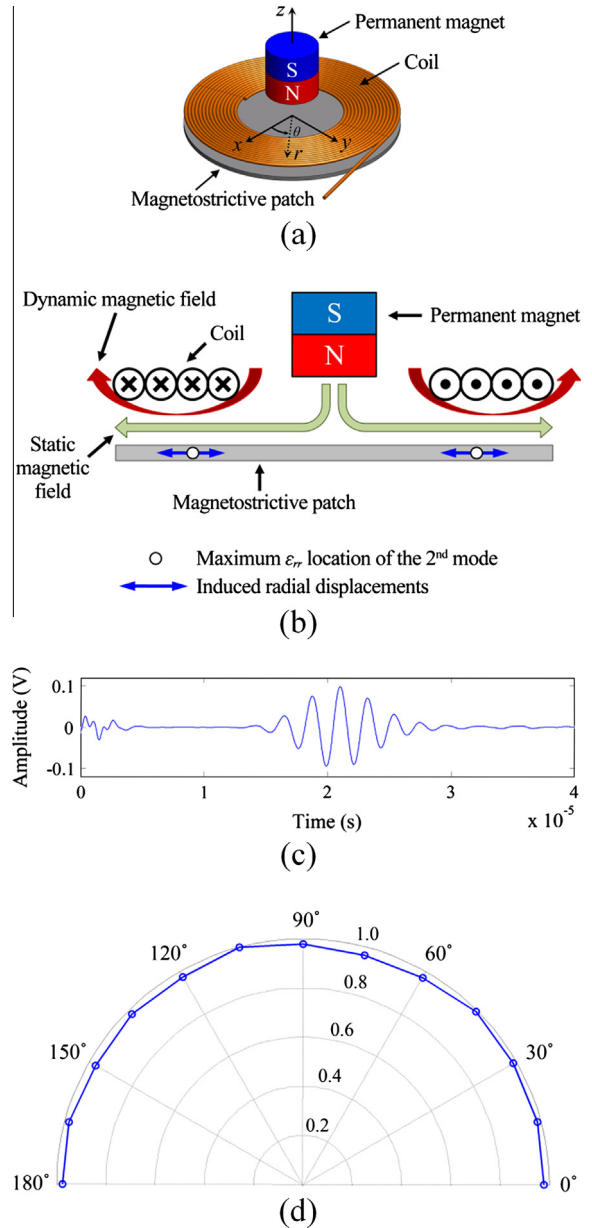 z
Permanent magnet
Coil
S
N
x
θ
r
y
Magnetostrictive patch
(a)
Dynamic magnetic field
Coil
S
N
Permanent magnet
Static
magnetic
field
Magnetostrictive patch
Maximum εrr location of the 2nd mode
Induced radial displacements
(b)
Amplitude (V)
0.1
0
-0.1
0 1 2 3 4
Time (s)
x 10-5
(c)
90°
1.0
120°
60°
0.8
0.6
150°
30°
0.4
0.2
180°
0°
(d)